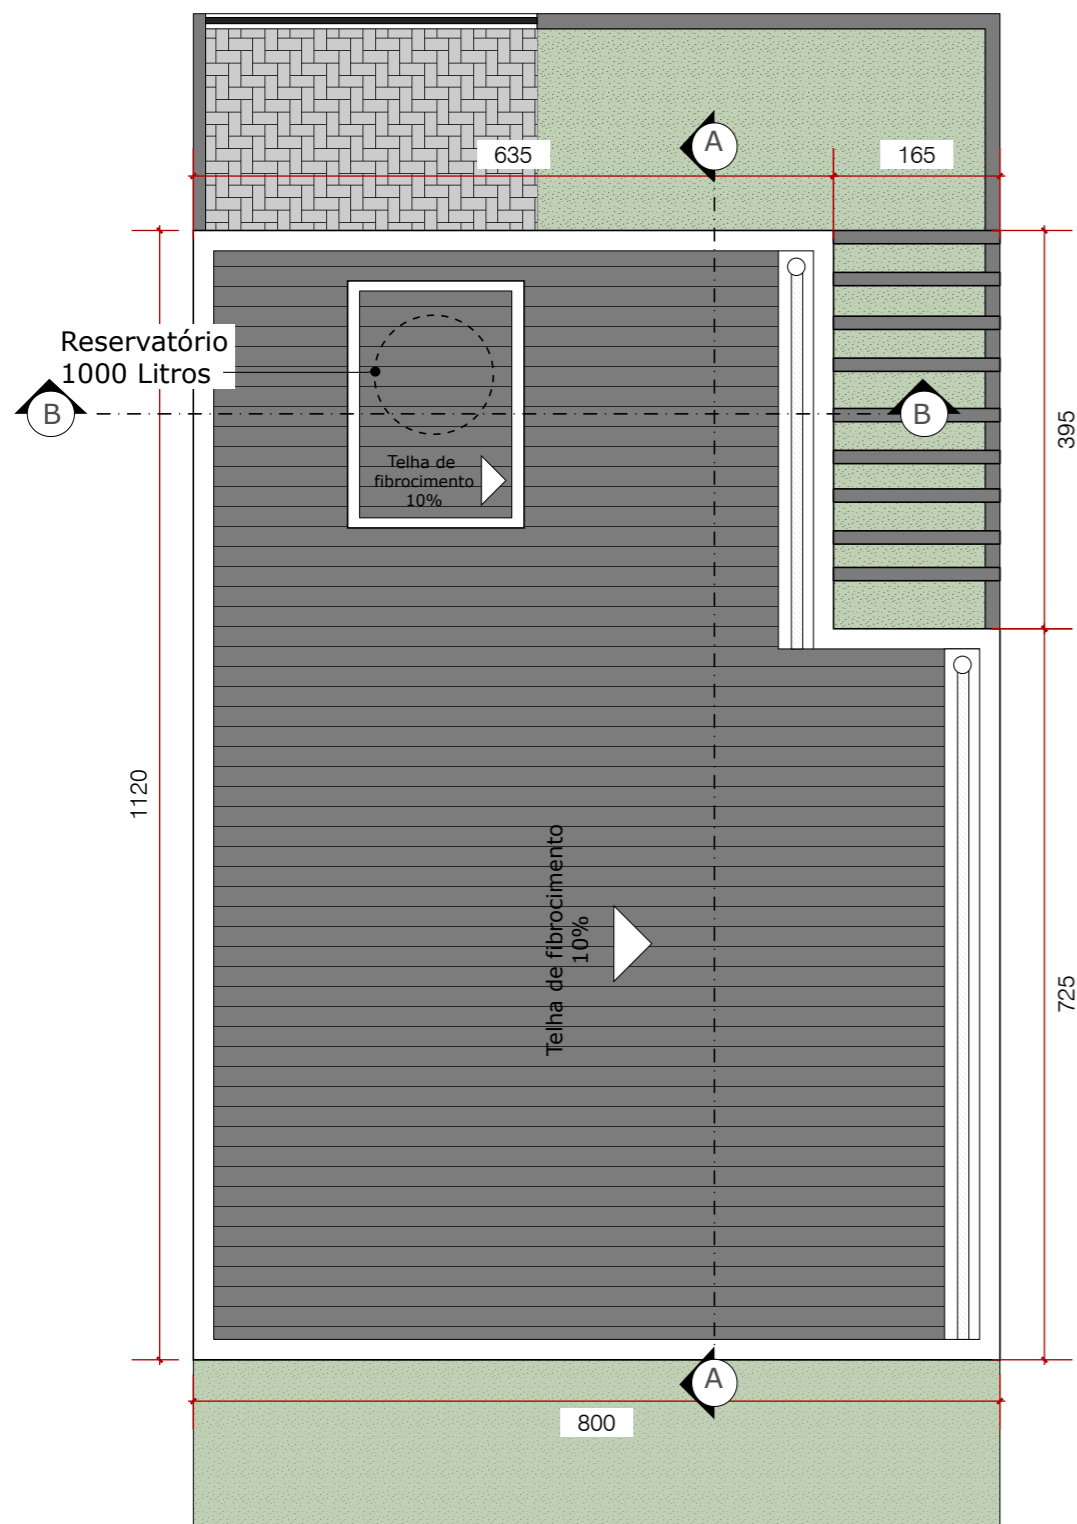 A
635
165
Reservatório
1000 Litros
B
B
395
Telha de
fibrocimento
10%
1120
Telha de fibrocimento
10%
725
A
800